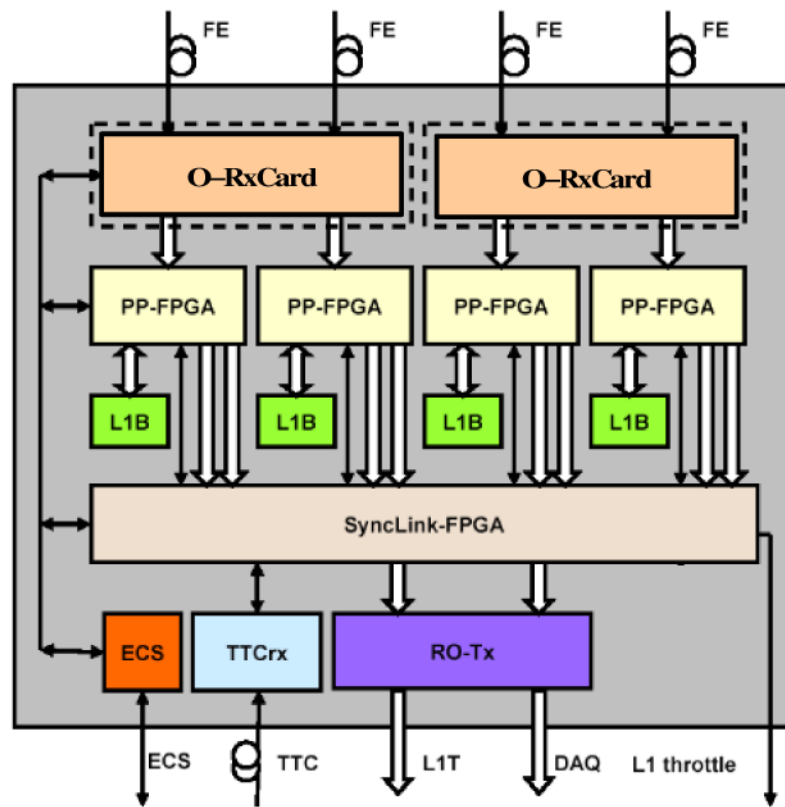 FE FE FE FE
O–RxCard O–RxCard
PP-FPGA PP-FPGA PP-FPGA PP-FPGA
L1B L1B L1B L1B
SyncLink-FPGA
ECS TTCrx RO-Tx
ECS TTC L1T DAQ L1 throttle